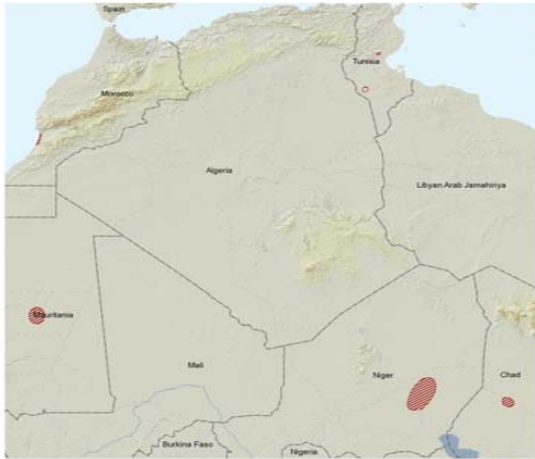 Spain
Tunisia
Morocco
Algeria
Libyan Arab Jamahiriya
Mauritania
Mali
Niger
Chad
Burkina Faso
Nigeria